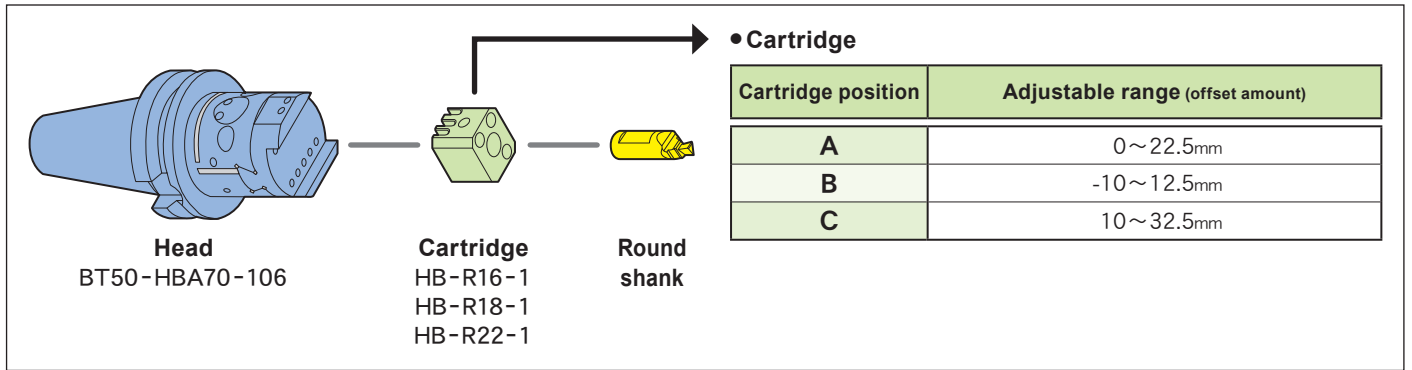 ● Cartridge
Cartridge position Adjustable range (offset amount)
A 0～22.5mm
B -10～12.5mm
C 10～32.5mm
Head
BT50-HBA70-106
Cartridge
HB-R16-1
HB-R18-1
HB-R22-1
Round
shank